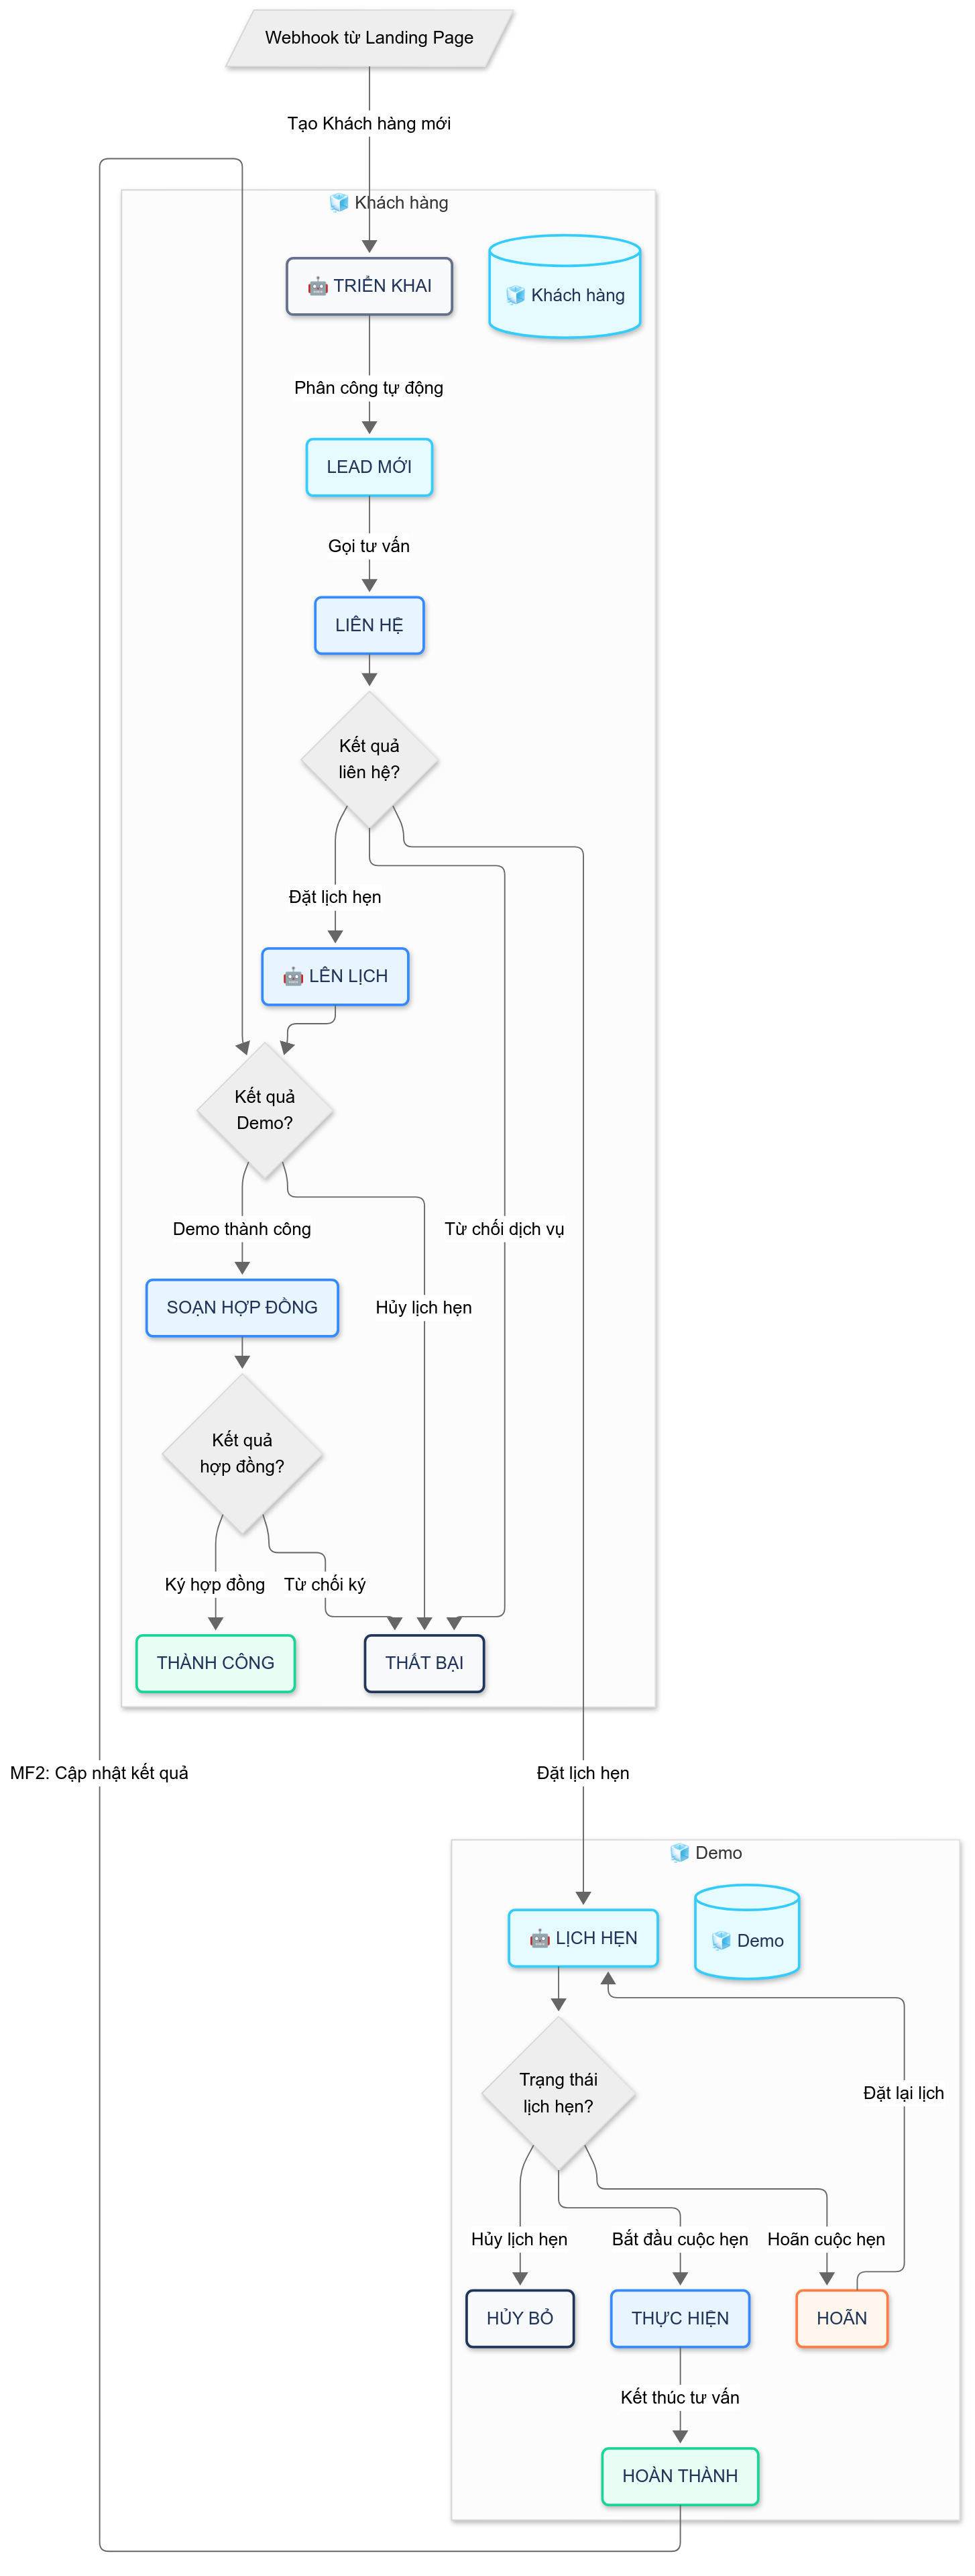 Webhook từ Landing Page
Tạo Khách hàng mới
🧊 Khách hàng
🤖 TRIỂN KHAI
🧊 Khách hàng
Phân công tự động
LEAD MỚI
Gọi tư vấn
LIÊN HỆ
Kết quả
liên hệ?
Đặt lịch hẹn
🤖 LÊN LỊCH
Kết quả
Demo?
Demo thành công
Từ chối dịch vụ
SOẠN HỢP ĐỒNG
Hủy lịch hẹn
Kết quả
hợp đồng?
Ký hợp đồng
Từ chối ký
THÀNH CÔNG
THẤT BẠI
MF2: Cập nhật kết quả
Đặt lịch hẹn
🧊 Demo
🤖 LỊCH HẸN
🧊 Demo
Trạng thái
lịch hẹn?
Đặt lại lịch
Hủy lịch hẹn
Bắt đầu cuộc hẹn
Hoãn cuộc hẹn
HỦY BỎ
THỰC HIỆN
HOÃN
Kết thúc tư vấn
HOÀN THÀNH